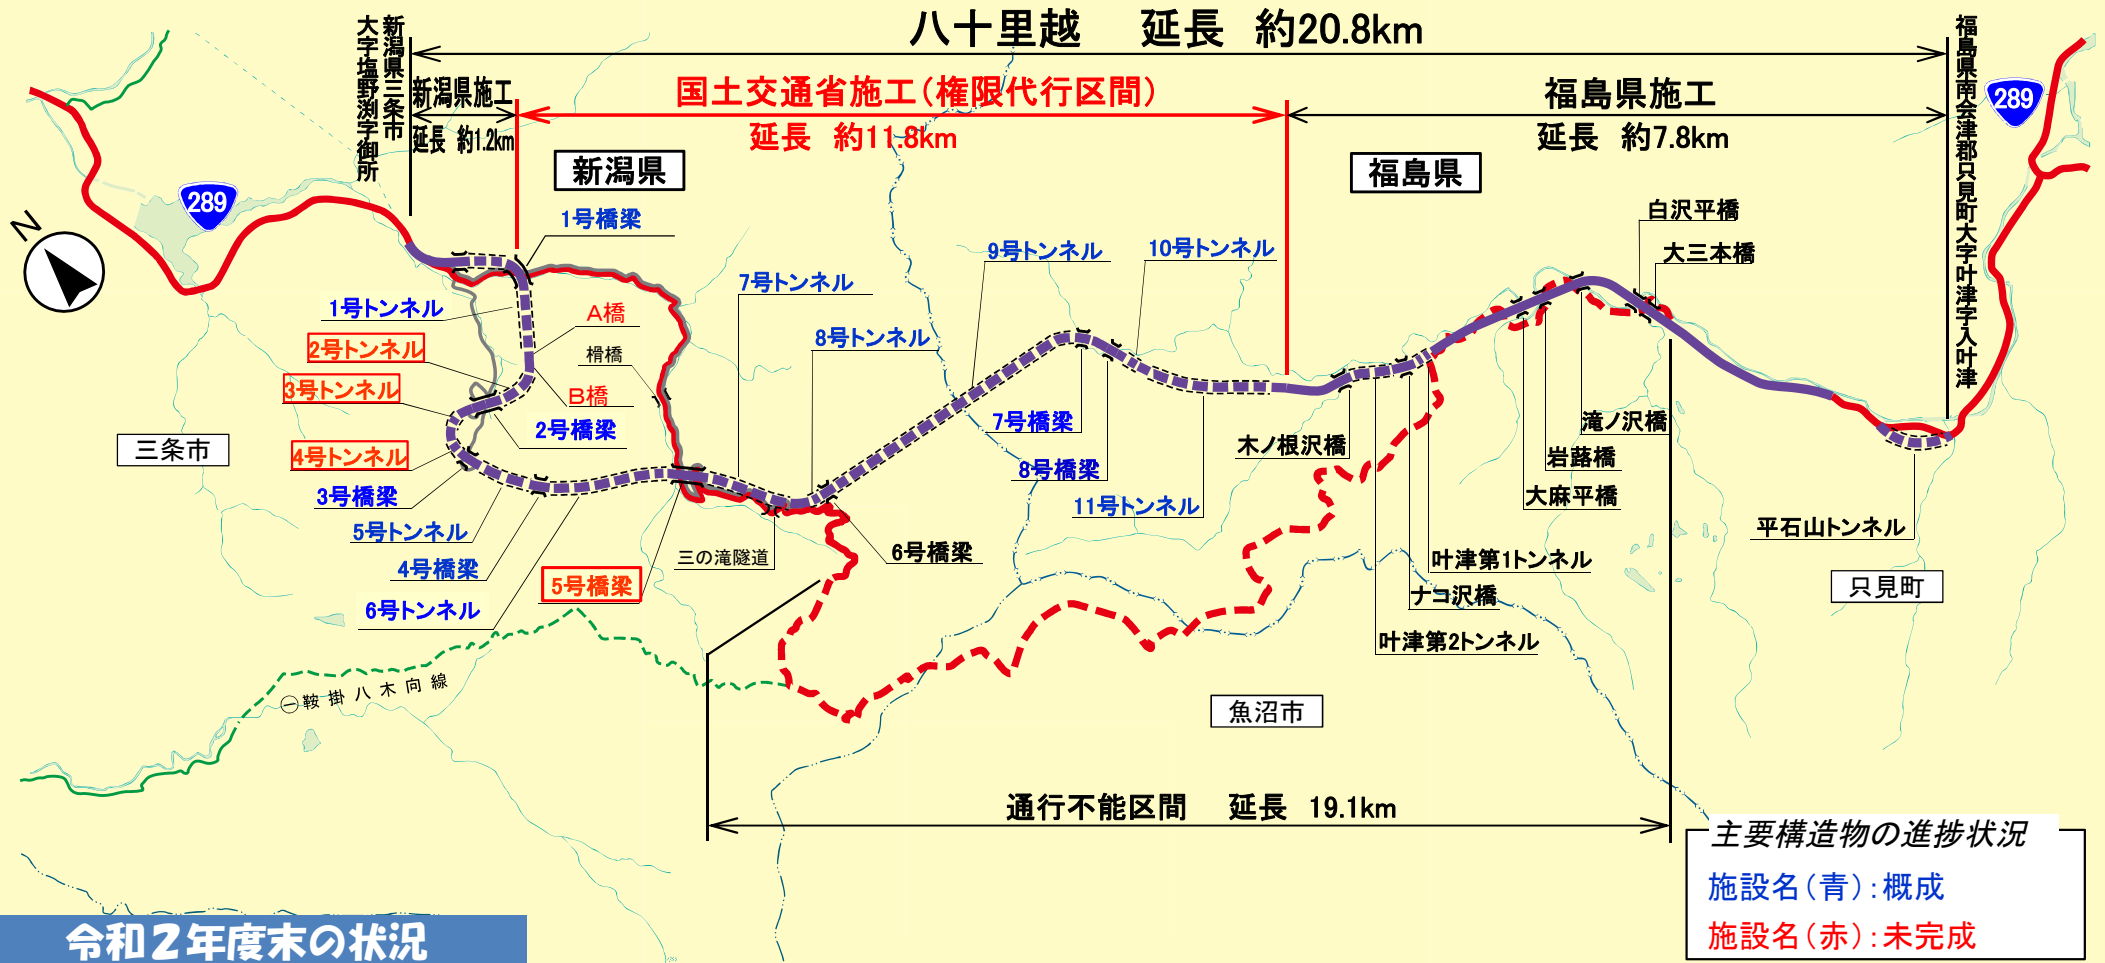 八十里越　延長　約20.8km
新潟県三条市
大字塩野渕字御所
新潟県施工
延長　約1.2km
国土交通省施工（権限代行区間）
延長　約11.8km
福島県施工
延長　約7.8km
福島県南会津郡只見町大字叶津字入叶津
289
289
N
新潟県
福島県
1号橋梁
1号トンネル
A橋
2号トンネル
榾橋
3号トンネル
B橋
2号橋梁
三条市
4号トンネル
3号橋梁
5号トンネル
4号橋梁
6号トンネル
5号橋梁
三の滝隧道
7号トンネル
8号トンネル
6号橋梁
9号トンネル
10号トンネル
7号橋梁
8号橋梁
11号トンネル
木ノ根沢橋
白沢平橋
大三本橋
滝ノ沢橋
岩蕗橋
大麻平橋
叶津第1トンネル
ナコ沢橋
叶津第2トンネル
平石山トンネル
只見町
魚沼市
㊀鞍掛八木向線
通行不能区間　延長　19.1km
主要構造物の進捗状況
施設名（青）：概成
施設名（赤）：未完成
令和２年度末の状況